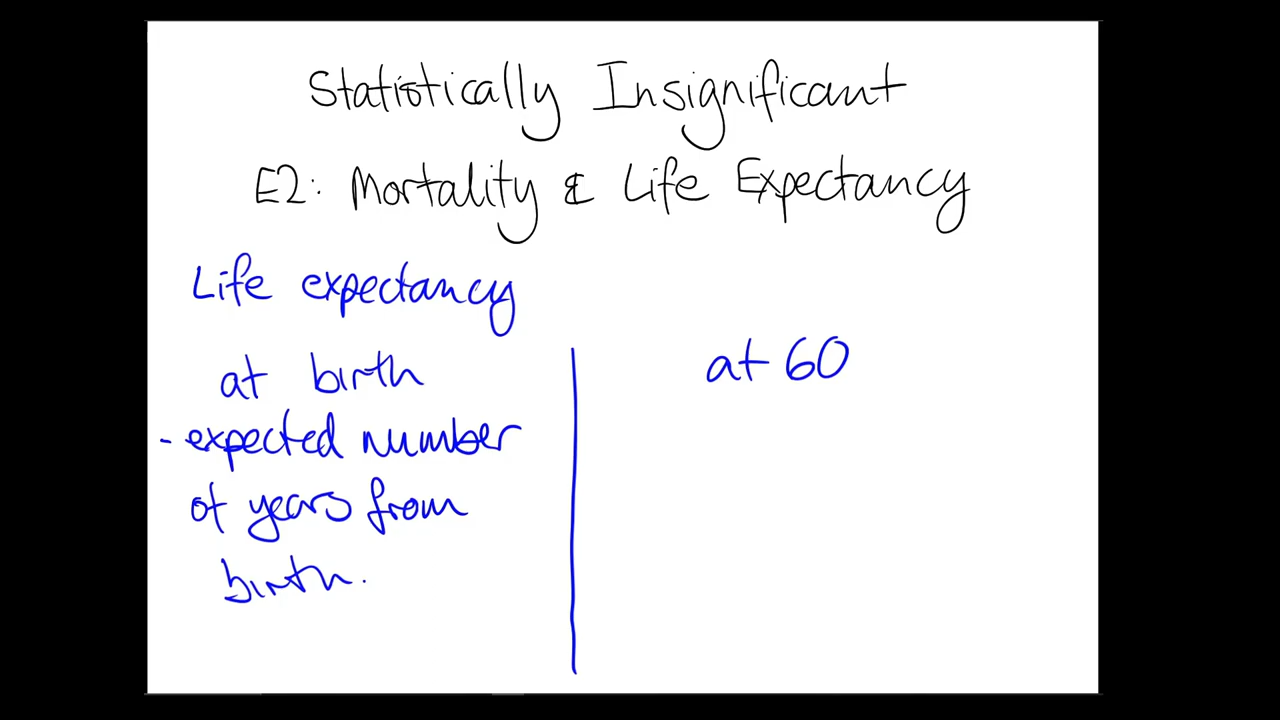 Statistically Insignificant
E2: Mortality & Life Expectancy
Life expectancy
at birth
- expected number
of years from
birth.
at 60